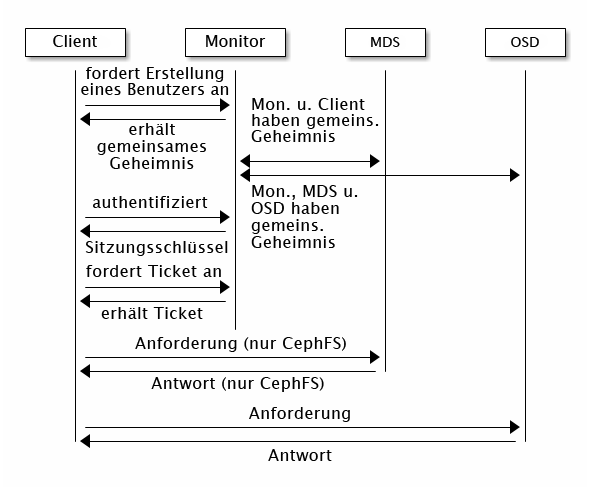 Client
Monitor
MDS
OSD
fordert Erstellung
eines Benutzers an
Mon. u. Client
haben gemeins.
Geheimnis
erhält
gemeinsames
Geheimnis
Mon., MDS u.
OSD haben
gemeins.
Geheimnis
authentifiziert
Sitzungsschlüssel
fordert Ticket an
erhält Ticket
Anforderung (nur CephFS)
Antwort (nur CephFS)
Anforderung
Antwort